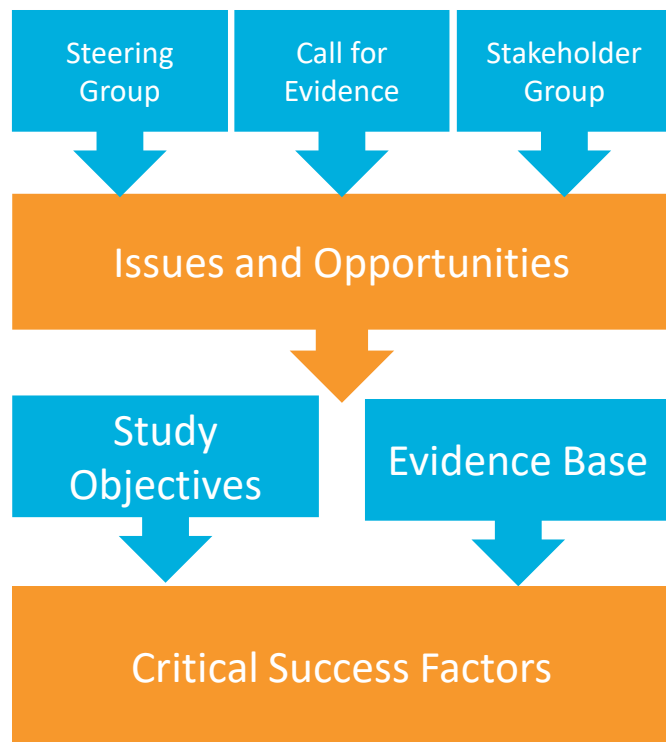 Steering
Group
Call for
Evidence
Stakeholder
Group
Issues and Opportunities
Study
Objectives
Evidence Base
Critical Success Factors